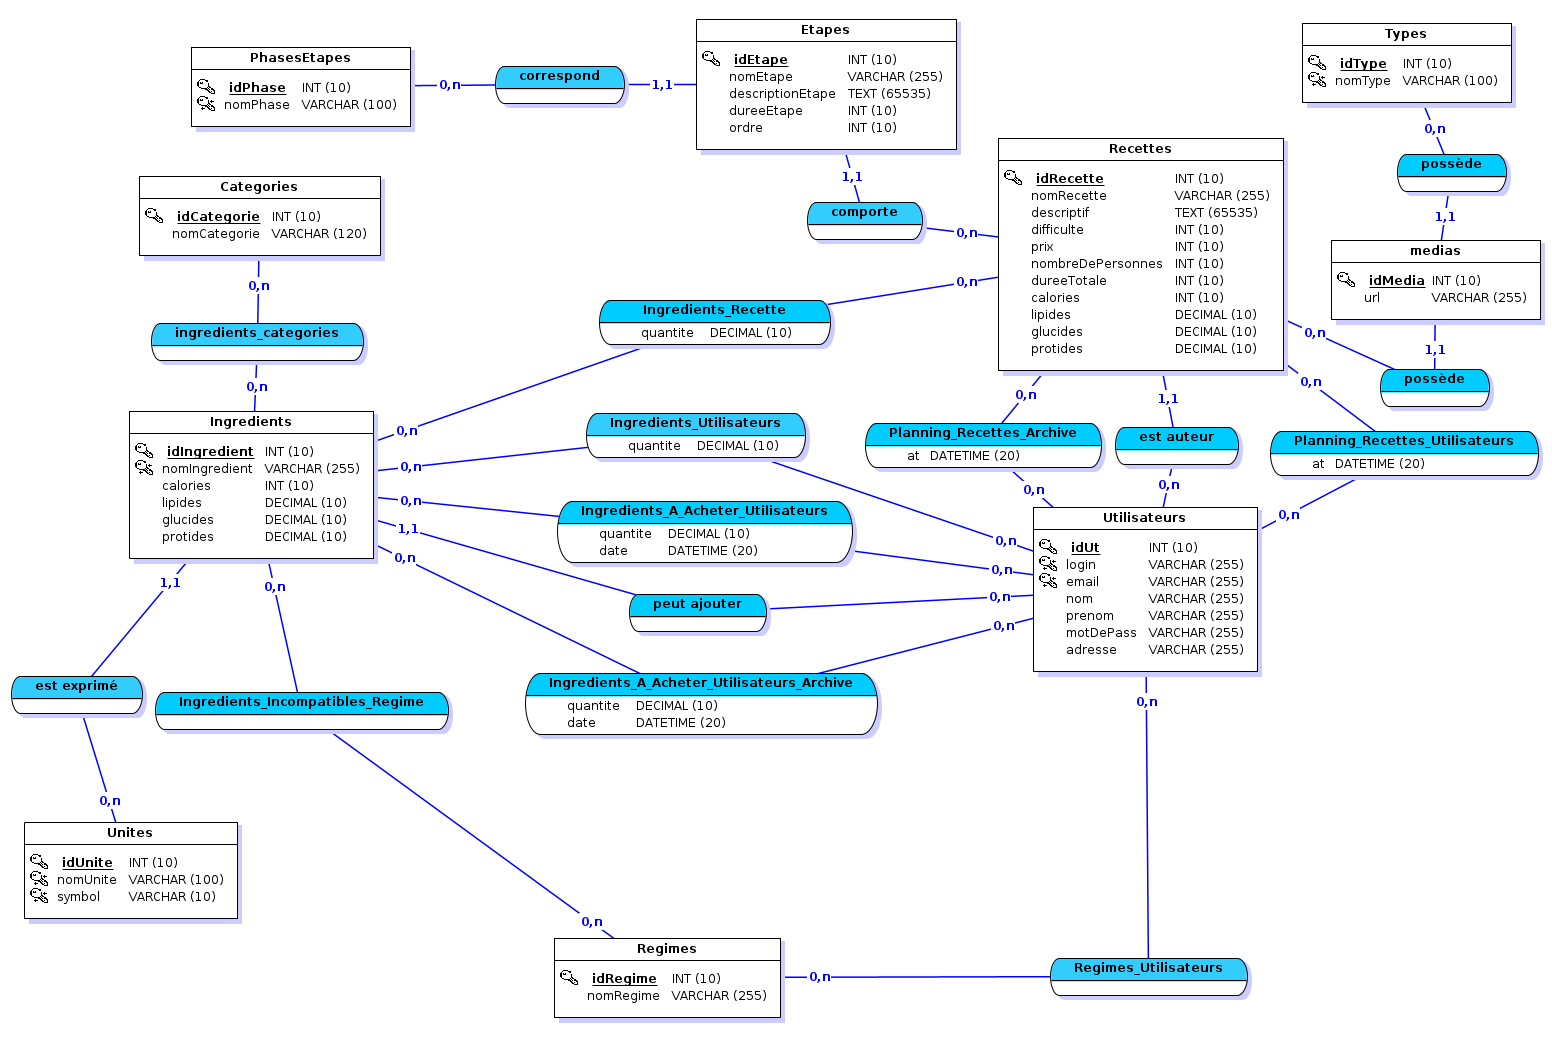 PhasesEtapes
idPhase INT (10)
nomPhase VARCHAR (100)
0,n
correspond
1,1
Etapes
idEtape INT (10)
nomEtape VARCHAR (255)
descriptionEtape TEXT (65535)
dureeEtape INT (10)
ordre INT (10)
Types
idType INT (10)
nomType VARCHAR (100)
0,n
possède
1,1
medias
idMedia INT (10)
url VARCHAR (255)
1,1
possède
0,n
1,1
comporte
0,n
Recettes
idRecette INT (10)
nomRecette VARCHAR (255)
descriptif TEXT (65535)
difficulte INT (10)
prix INT (10)
nombreDePersonnes INT (10)
dureeTotale INT (10)
calories INT (10)
lipides DECIMAL (10)
glucides DECIMAL (10)
protides DECIMAL (10)
Categories
idCategorie INT (10)
nomCategorie VARCHAR (120)
0,n
ingredients_categories
0,n
0,n
Ingredients_Recette
quantite DECIMAL (10)
0,n
Ingredients
idIngredient INT (10)
nomIngredient VARCHAR (255)
calories INT (10)
lipides DECIMAL (10)
glucides DECIMAL (10)
protides DECIMAL (10)
0,n
Ingredients_Utilisateurs
quantite DECIMAL (10)
0,n
0,n
Planning_Recettes_Archive
at DATETIME (20)
0,n
1,1
est auteur
0,n
0,n
Planning_Recettes_Utilisateurs
at DATETIME (20)
0,n
0,n
Ingredients_A_Acheter_Utilisateurs
quantite DECIMAL (10)
date DATETIME (20)
0,n
1,1
peut ajouter
0,n
0,n
Ingredients_A_Acheter_Utilisateurs_Archive
quantite DECIMAL (10)
date DATETIME (20)
0,n
Utilisateurs
idUt INT (10)
login VARCHAR (255)
email VARCHAR (255)
nom VARCHAR (255)
prenom VARCHAR (255)
motDePass VARCHAR (255)
adresse VARCHAR (255)
1,1
est exprimé
0,n
0,n
Ingredients_Incompatibles_Regime
0,n
Unites
idUnite INT (10)
nomUnite VARCHAR (100)
symbol VARCHAR (10)
Regimes
idRegime INT (10)
nomRegime VARCHAR (255)
0,n
Regimes_Utilisateurs
0,n